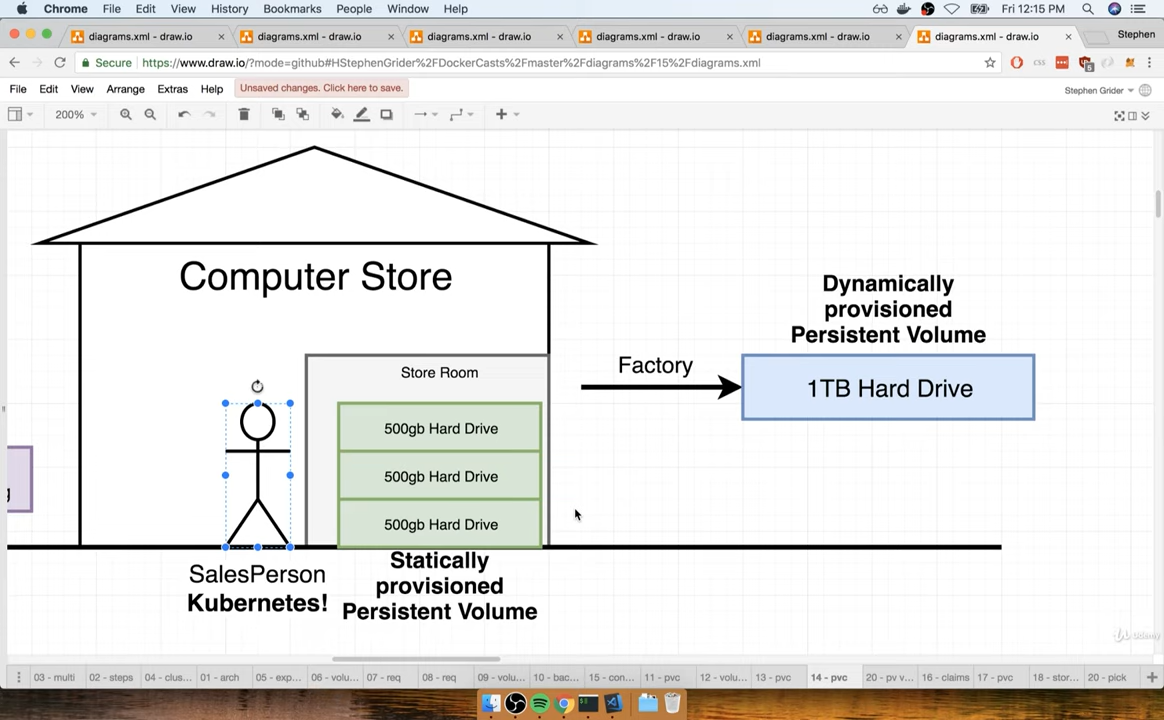 Chrome File Edit View History Bookmarks People Window Help Fri 12:15 PM
diagrams.xml - draw.io diagrams.xml - draw.io diagrams.xml - draw.io diagrams.xml - draw.io diagrams.xml - draw.io diagrams.xml - draw.io Stephen
Secure https://www.draw.io/?mode=github#HStephenGrider%2FDockerCasts%2Fmaster%2Fdiagrams%2F15%2Fdiagrams.xml
File Edit View Arrange Extras Help Unsaved changes. Click here to save. Stephen Grider
200%
Computer Store
Store Room
500gb Hard Drive
500gb Hard Drive
500gb Hard Drive
SalesPerson
Kubernetes!
Statically
provisioned
Persistent Volume
Factory
Dynamically
provisioned
Persistent Volume
1TB Hard Drive
Udemy
03 - multi 02 - steps 04 - clus... 01 - arch 05 - exp... 06 - volu... 07 - req 08 - req 09 - volu... 10 - bac... 15 - con... 11 - pvc 12 - volu... 13 - pvc 14 - pvc 20 - pv v... 16 - claims 17 - pvc 18 - stor... 20 - pick